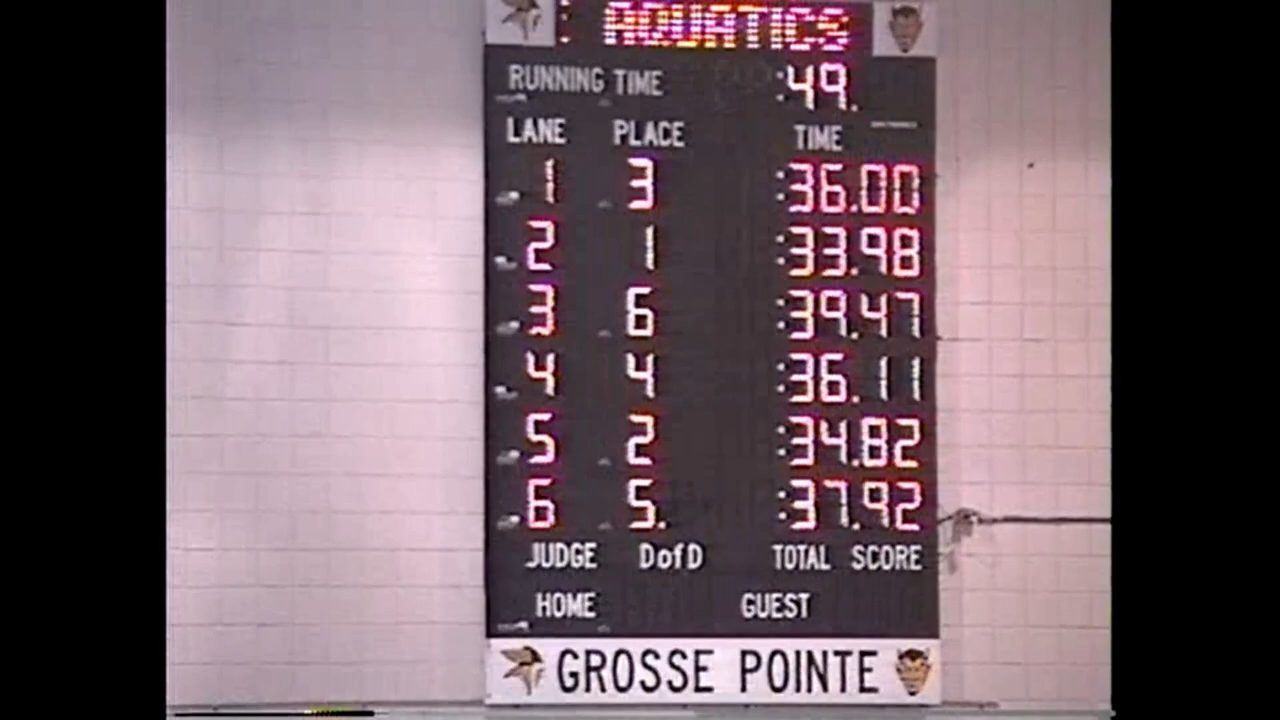 : AQUATICS
RUNNING TIME :49.
LANE PLACE TIME
1 3 :36.00
2 1 :33.98
3 6 :39.47
4 4 :36.11
5 2 :34.82
6 5. :37.92
JUDGE DofD TOTAL SCORE
HOME GUEST
GROSSE POINTE